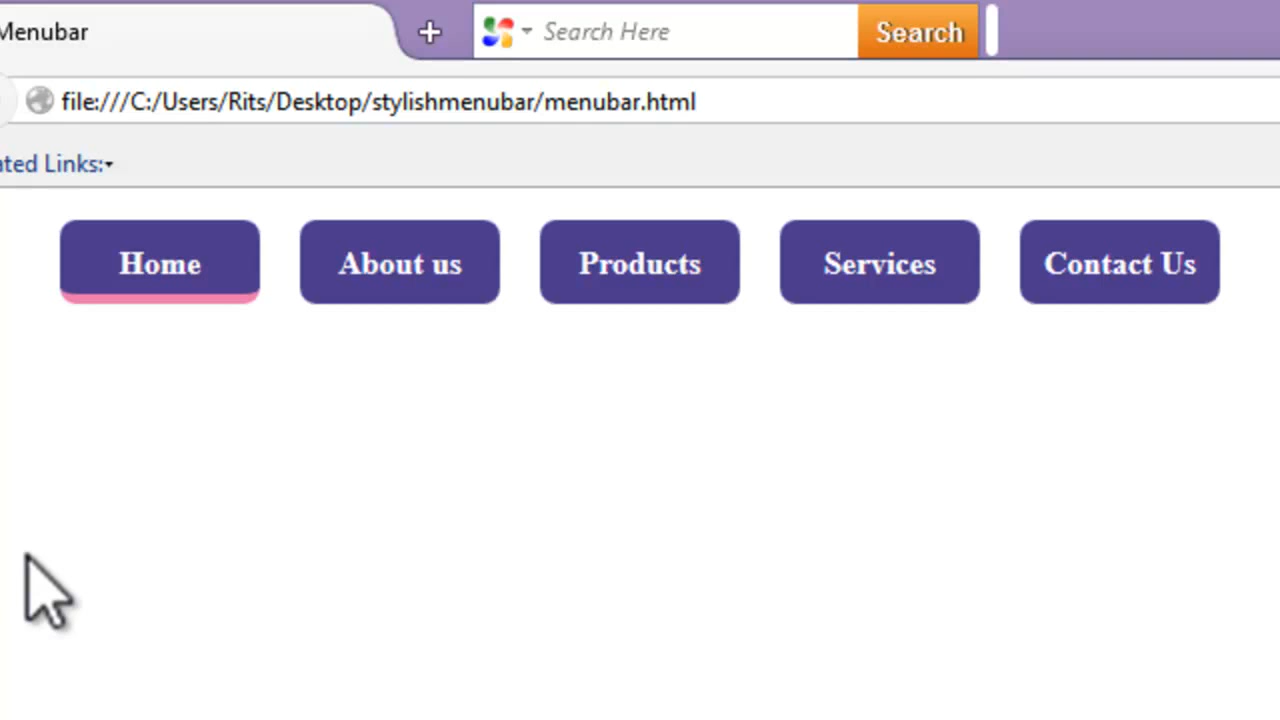 Menubar
Search Here
Search
file:///C:/Users/Rits/Desktop/stylishmenubar/menubar.html
ated Links:
Home
About us
Products
Services
Contact Us